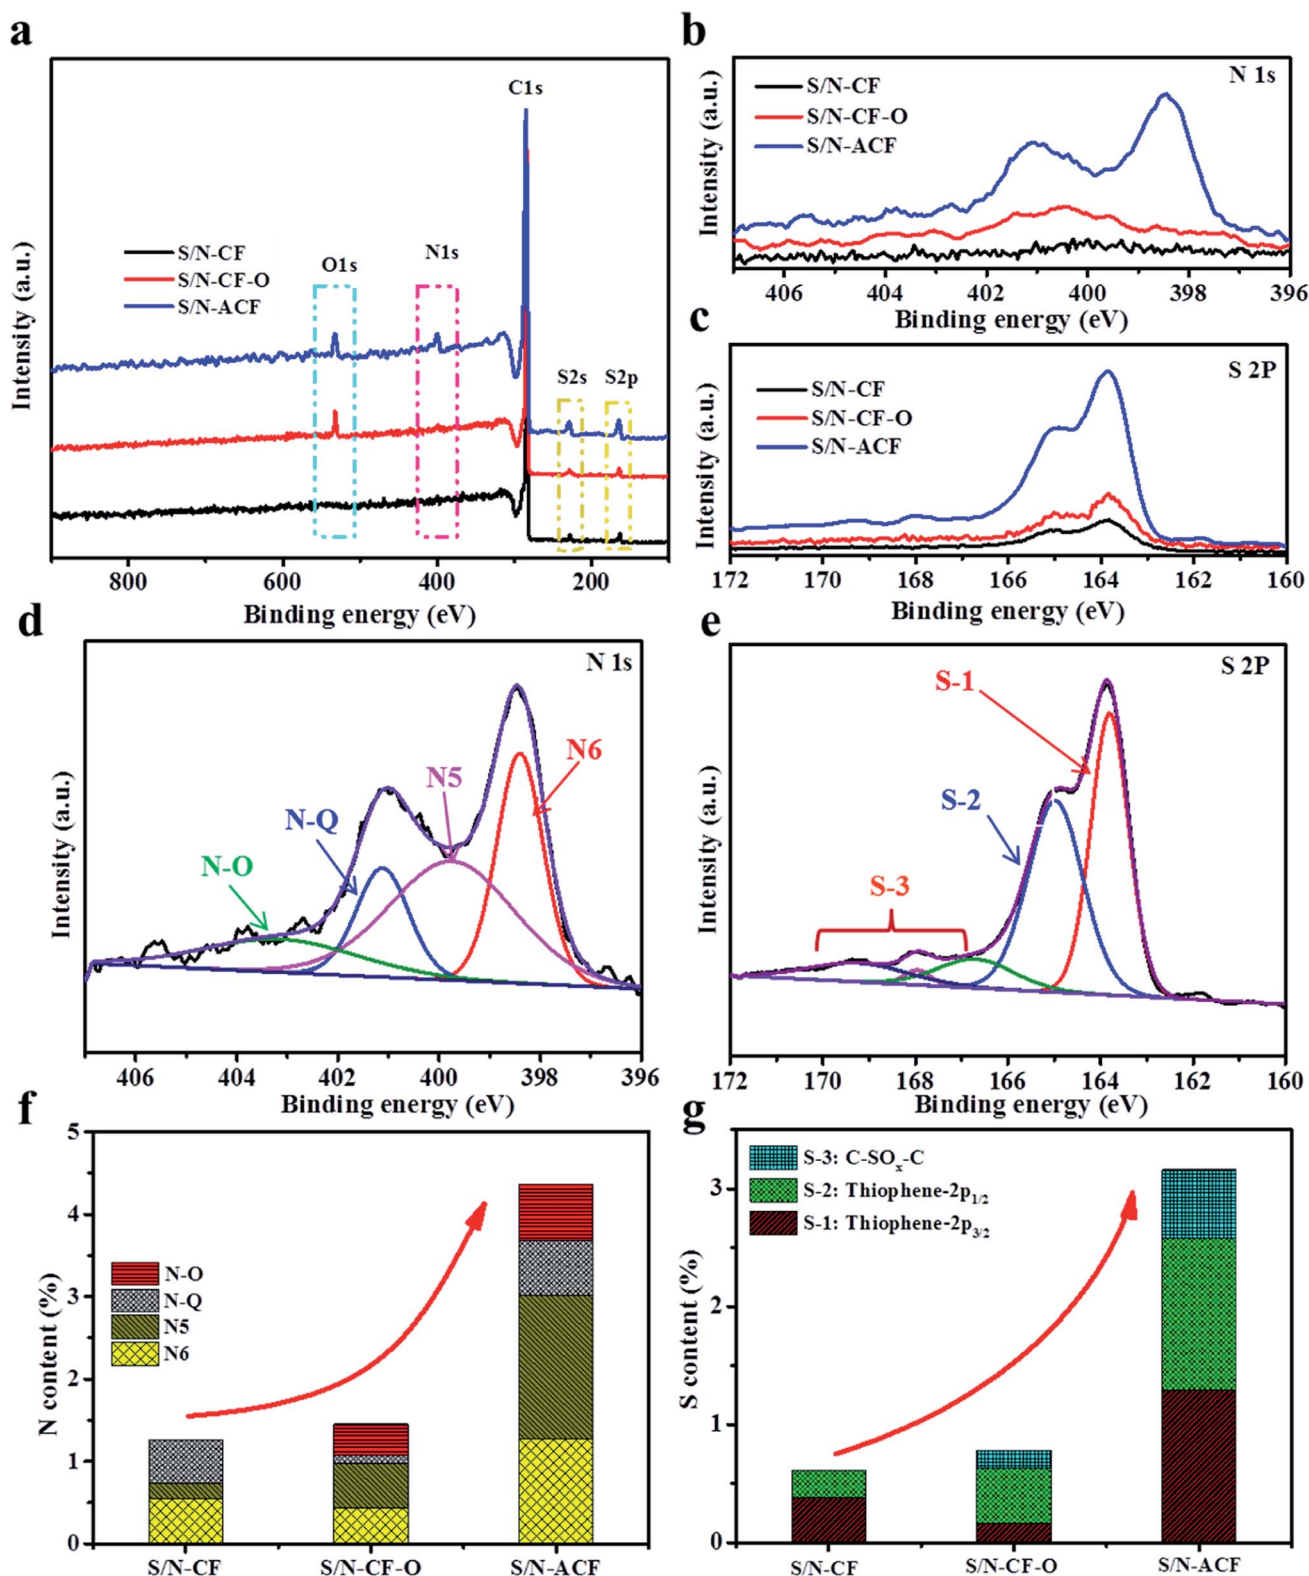 a
Intensity (a.u.)
C1s
S/N-CF
S/N-CF-O
S/N-ACF
O1s
N1s
S2s
S2p
800
600
400
200
Binding energy (eV)
b
Intensity (a.u.)
N 1s
S/N-CF
S/N-CF-O
S/N-ACF
406
404
402
400
398
396
Binding energy (eV)
c
Intensity (a.u.)
S 2P
S/N-CF
S/N-CF-O
S/N-ACF
172
170
168
166
164
162
160
Binding energy (eV)
d
Intensity (a.u.)
N 1s
N-O
N-Q
N5
N6
406
404
402
400
398
396
Binding energy (eV)
e
Intensity (a.u.)
S 2P
S-1
S-2
S-3
172
170
168
166
164
162
160
Binding energy (eV)
f
N content (%)
5
4
3
2
1
0
N-O
N-Q
N5
N6
S/N-CF
S/N-CF-O
S/N-ACF
g
S content (%)
3
2
1
0
S-3: C-SOx-C
S-2: Thiophene-2p1/2
S-1: Thiophene-2p3/2
S/N-CF
S/N-CF-O
S/N-ACF